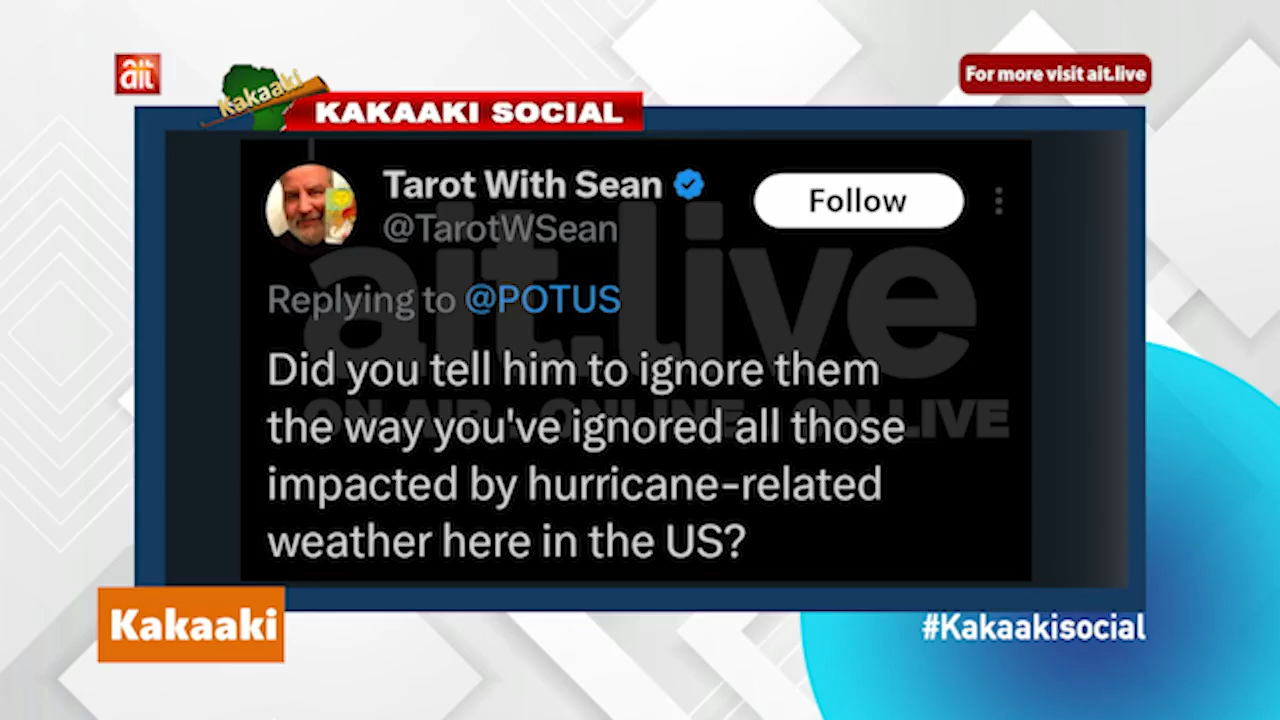 ait
Kakaaki
KAKAAKI SOCIAL
For more visit ait.live
Tarot With Sean
@TarotWSean
Follow
Replying to @POTUS
Did you tell him to ignore them
the way you've ignored all those
impacted by hurricane-related
weather here in the US?
ait.live
ON AIR. ONLINE. ON LIVE
Kakaaki
#Kakaakisocial